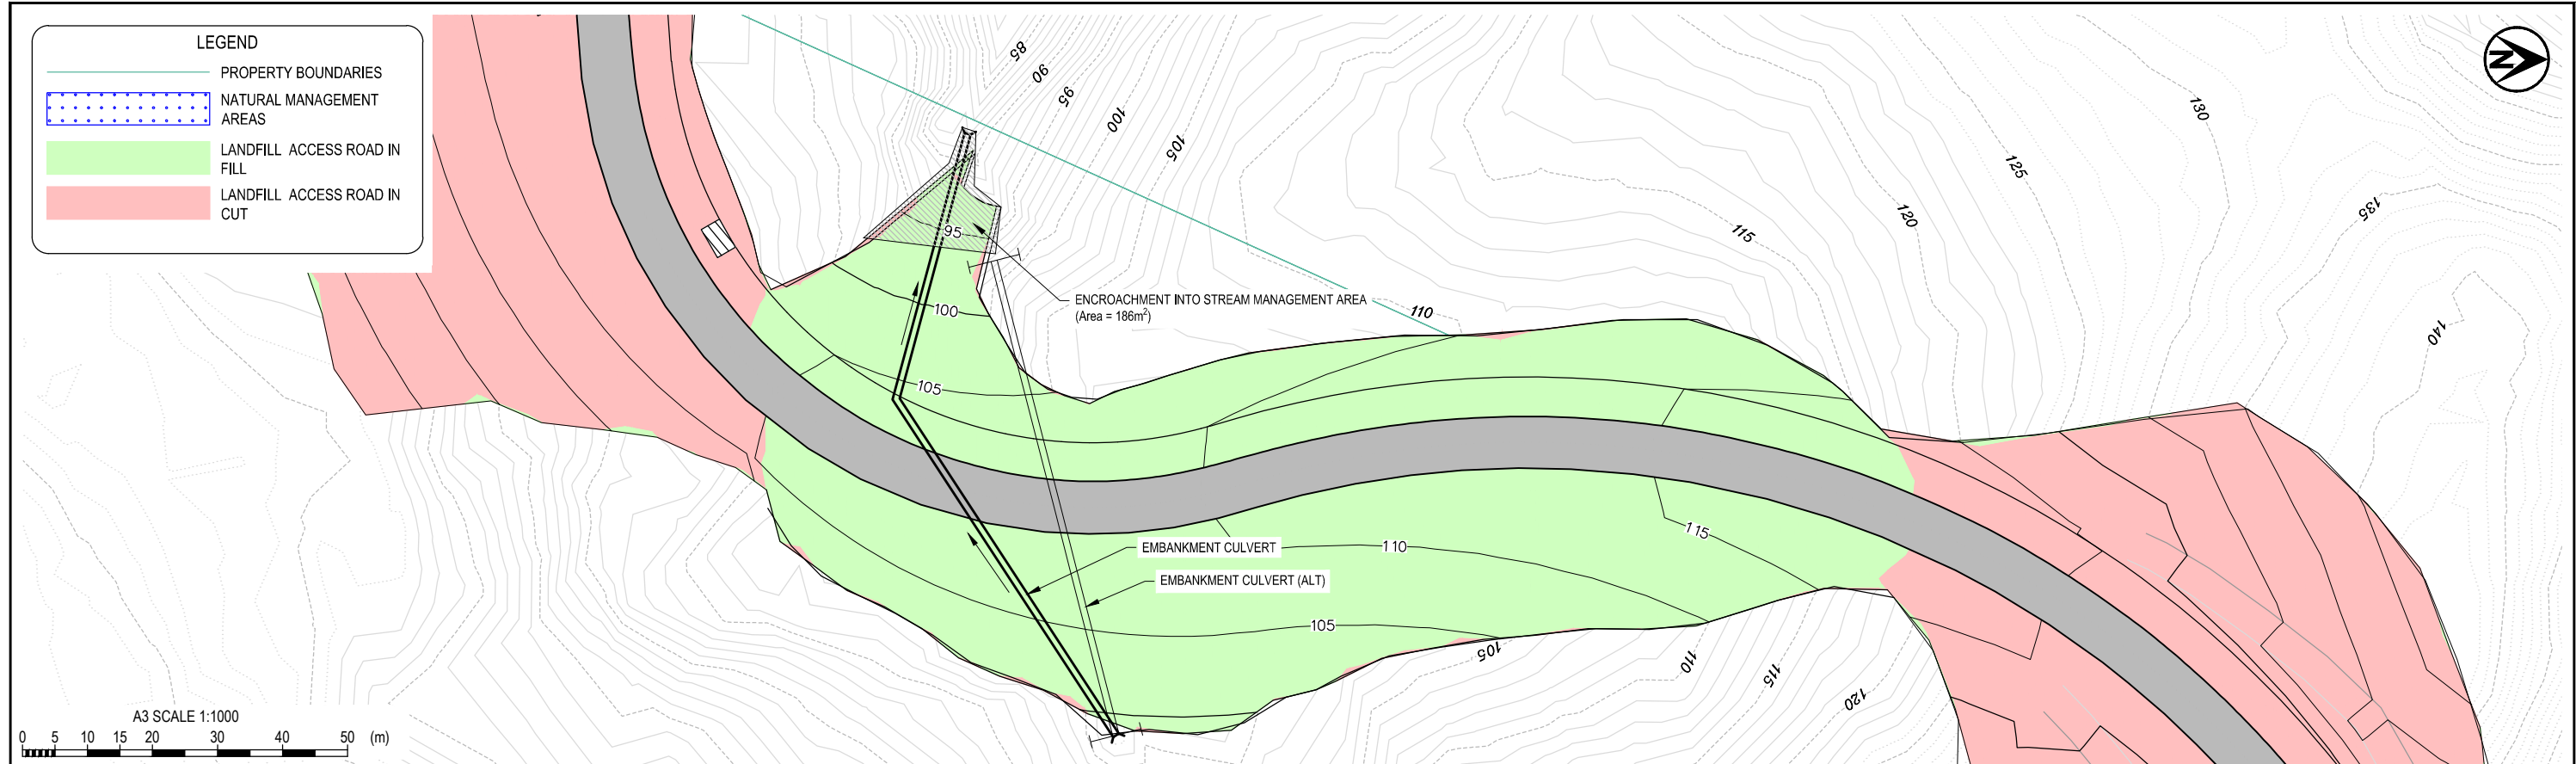 LEGEND
PROPERTY BOUNDARIES
NATURAL MANAGEMENT
AREAS
LANDFILL ACCESS ROAD IN
FILL
LANDFILL ACCESS ROAD IN
CUT
85
90
95
100
105
N
130
125
120
115
135
140
95
100
105
ENCROACHMENT INTO STREAM MANAGEMENT AREA
(Area = 186m²)
110
EMBANKMENT CULVERT
EMBANKMENT CULVERT (ALT)
110
115
105
105
110
115
120
A3 SCALE 1:1000
0 5 10 15 20 30 40 50 (m)